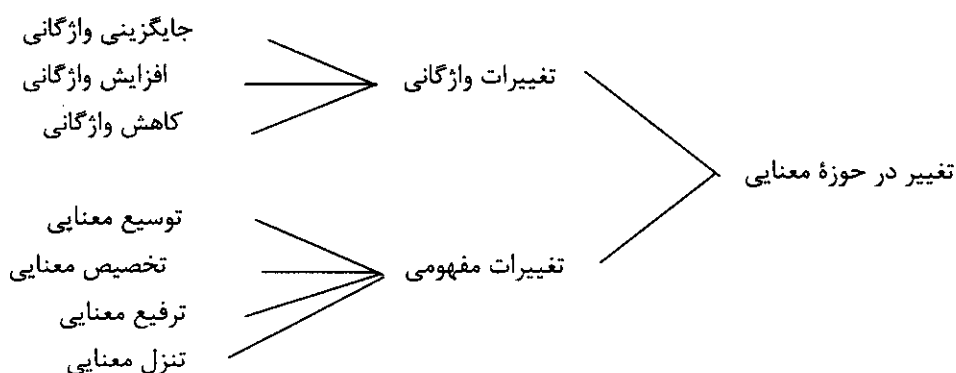 تغییر در حوزهٔ معنایی
تغییرات واژگانی
جایگزینی واژگانی
افزایش واژگانی
کاهش واژگانی
تغییرات مفهومی
توسیع معنایی
تخصیص معنایی
ترفیع معنایی
تنزل معنایی